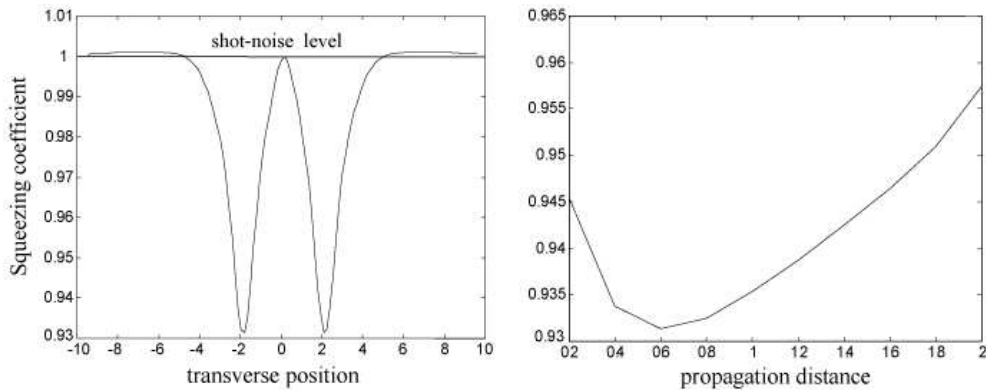 1.01
shot-noise level
1
0.99
0.98
0.97
0.96
0.95
0.94
0.93
Squeezing coefficient
-10 -8 -6 -4 -2 0 2 4 6 8 10
transverse position
0.965
0.96
0.955
0.95
0.945
0.94
0.935
0.93
02 04 06 08 1 12 14 16 18 2
propagation distance